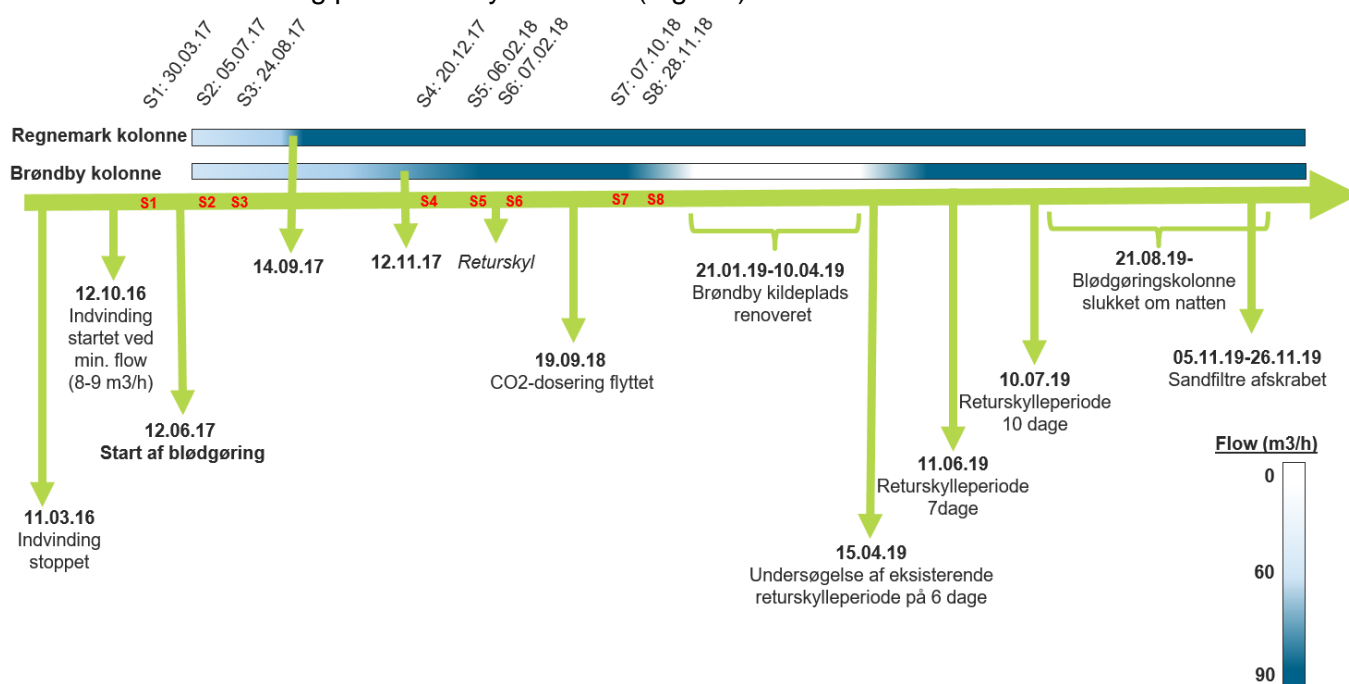 S1: 30.03.17
S2: 05.07.17
S3: 24.08.17
S4: 20.12.17
S5: 06.02.18
S6: 07.02.18
S7: 07.10.18
S8: 28.11.18
Regnemark kolonne
Brøndby kolonne
S1 S2 S3 S4 S5 S6 S7 S8
14.09.17
12.11.17
Returskyl
12.10.16
Indvinding
startet ved
min. flow
(8-9 m3/h)
21.01.19-10.04.19
Brøndby kildeplads
renoveret
21.08.19-
Blødgøringskolonne
slukket om natten
19.09.18
CO2-dosering flyttet
05.11.19-26.11.19
Sandfiltre afskrabet
10.07.19
Returskylleperiode
10 dage
12.06.17
Start af blødgøring
11.06.19
Returskylleperiode
7dage
11.03.16
Indvinding
stoppet
15.04.19
Undersøgelse af eksisterende
returskylleperiode på 6 dage
Flow (m3/h)
0
60
90